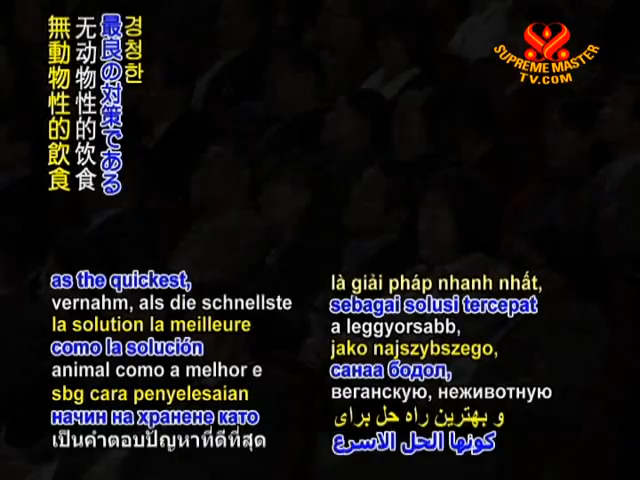 경청한
最良の対策である
无动物性的饮食
無動物性的飲食
SUPREME MASTER
TV.COM
as the quickest,
vernahm, als die schnellste
la solution la meilleure
como la solución
animal como a melhor e
sbg cara penyelesaian
начин на хранене като
เป็นคำตอบปัญหาที่ดีที่สุด
là giải pháp nhanh nhất,
sebagai solusi tercepat
a leggyorsabb,
jako najszybszego,
санаа бодол,
веганскую, неживотную
و بهترین راه حل برای
كونها الحل الاسرع